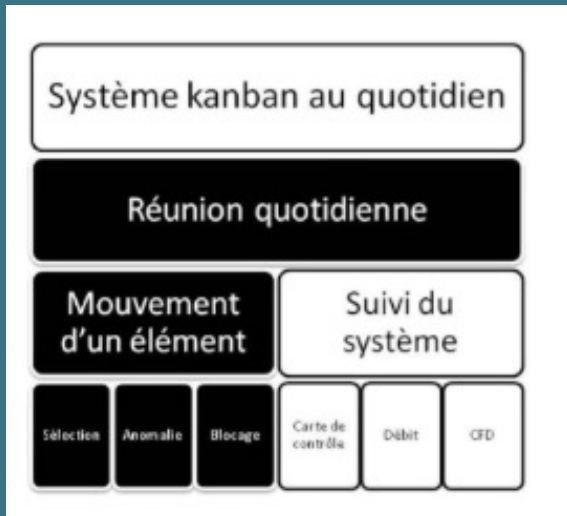 Système kanban au quotidien
Réunion quotidienne
Mouvement
d'un élément
Suivi du
système
Sélection
Anomalie
Blocage
Carte de
contrôle
Débit
CFD